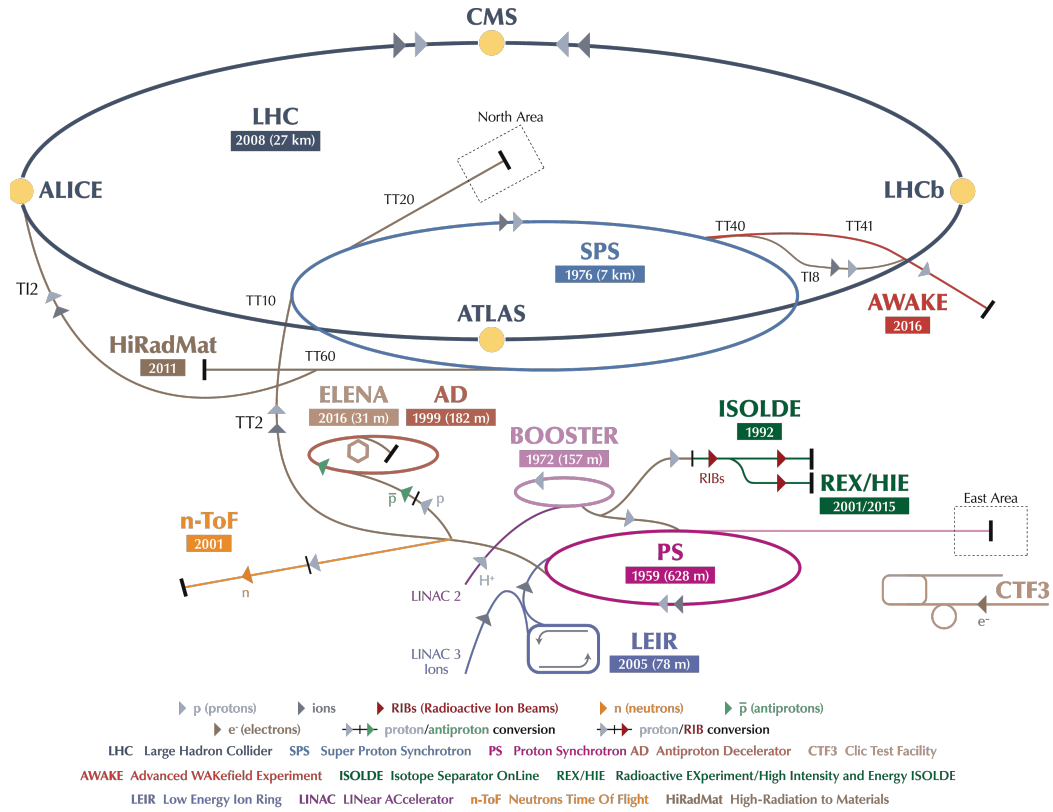 CMS
LHC
2008 (27 km)
North Area
ALICE
LHCb
TT20
TT40
TT41
SPS
1976 (7 km)
TI8
TI2
TT10
ATLAS
AWAKE
2016
HiRadMat
2011
TT60
ELENA
2016 (31 m)
AD
1999 (182 m)
TT2
ISOLDE
1992
BOOSTER
1972 (157 m)
RIBs
REX/HIE
2001/2015
p̅
p
East Area
n-ToF
2001
PS
1959 (628 m)
n
H+
LINAC 2
CTF3
e-
LINAC 3
Ions
LEIR
2005 (78 m)
p (protons)
ions
RIBs (Radioactive Ion Beams)
n (neutrons)
p̅ (antiprotons)
e- (electrons)
proton/antiproton conversion
proton/RIB conversion
LHC Large Hadron Collider SPS Super Proton Synchrotron PS Proton Synchrotron AD Antiproton Decelerator CTF3 Clic Test Facility
AWAKE Advanced WAKefield Experiment ISOLDE Isotope Separator OnLine REX/HIE Radioactive EXperiment/High Intensity and Energy ISOLDE
LEIR Low Energy Ion Ring LINAC LINear ACcelerator n-ToF Neutrons Time Of Flight HiRadMat High-Radiation to Materials